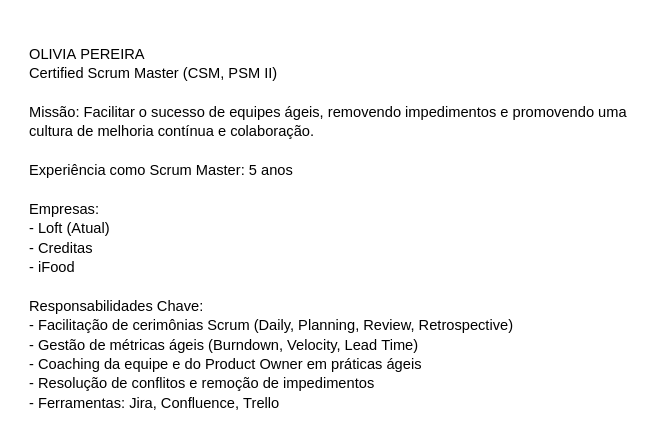 OLIVIA PEREIRA
Certified Scrum Master (CSM, PSM II)
Missão: Facilitar o sucesso de equipes ágeis, removendo impedimentos e promovendo uma
cultura de melhoria contínua e colaboração.
Experiência como Scrum Master: 5 anos
Empresas:
- Loft (Atual)
- Creditas
- iFood
Responsabilidades Chave:
- Facilitação de cerimônias Scrum (Daily, Planning, Review, Retrospective)
- Gestão de métricas ágeis (Burndown, Velocity, Lead Time)
- Coaching da equipe e do Product Owner em práticas ágeis
- Resolução de conflitos e remoção de impedimentos
- Ferramentas: Jira, Confluence, Trello